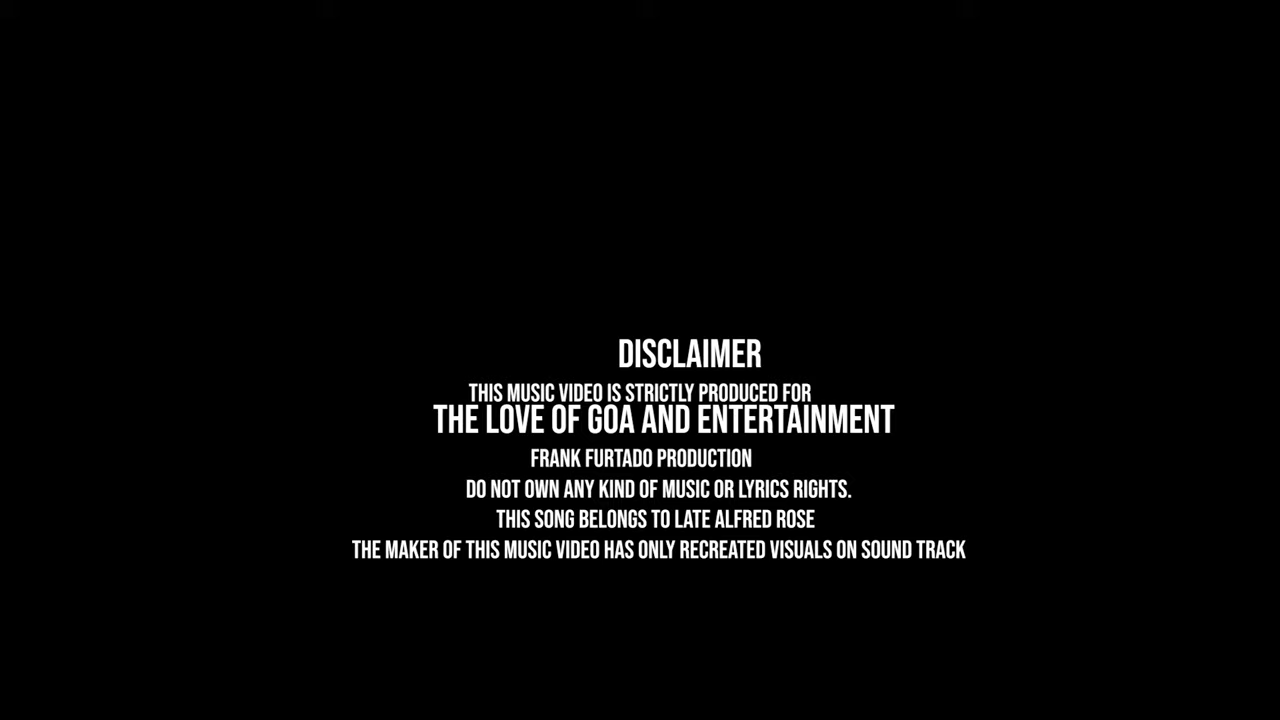 DISCLAIMER
THIS MUSIC VIDEO IS STRICTLY PRODUCED FOR
THE LOVE OF GOA AND ENTERTAINMENT
FRANK FURTADO PRODUCTION
DO NOT OWN ANY KIND OF MUSIC OR LYRICS RIGHTS.
THIS SONG BELONGS TO LATE ALFRED ROSE
THE MAKER OF THIS MUSIC VIDEO HAS ONLY RECREATED VISUALS ON SOUND TRACK